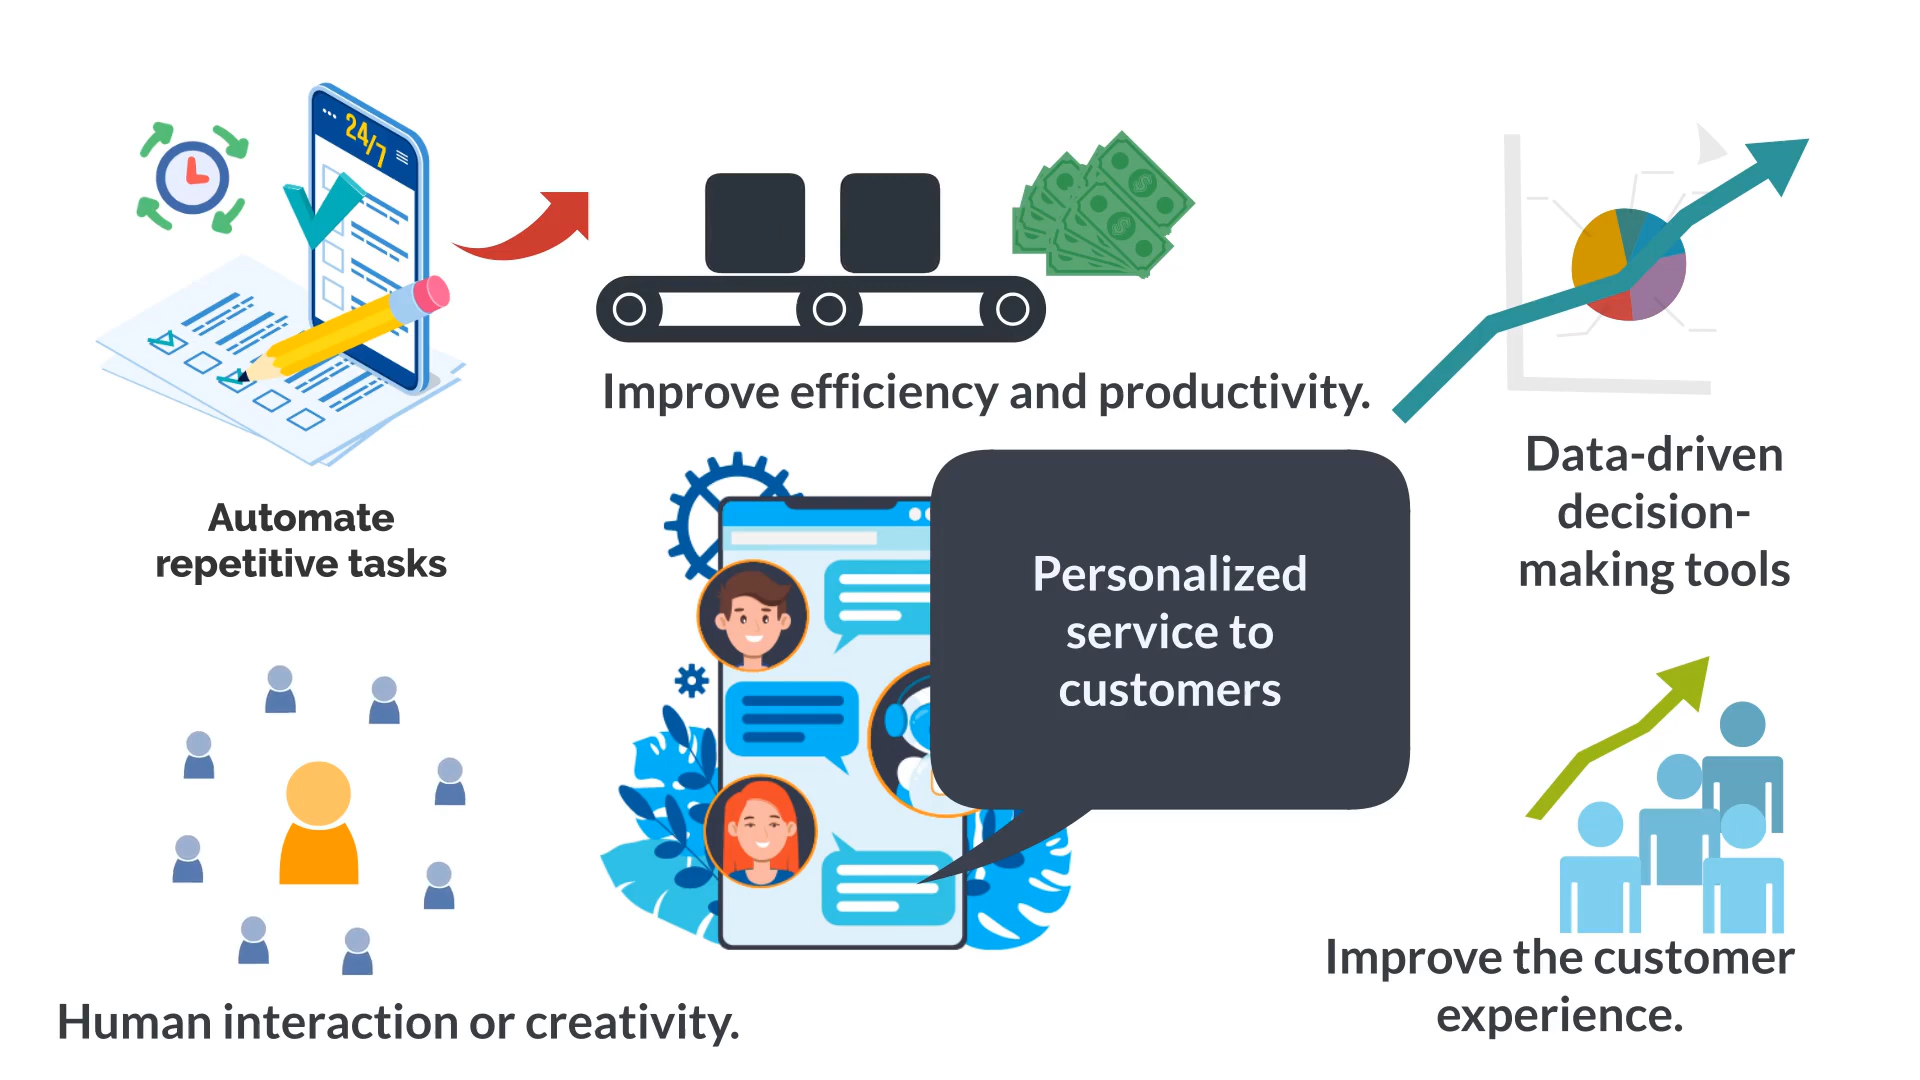 24/7
Improve efficiency and productivity.
Automate
repetitive tasks
Data-driven
decision-
making tools
Personalized
service to
customers
Human interaction or creativity.
Improve the customer
experience.